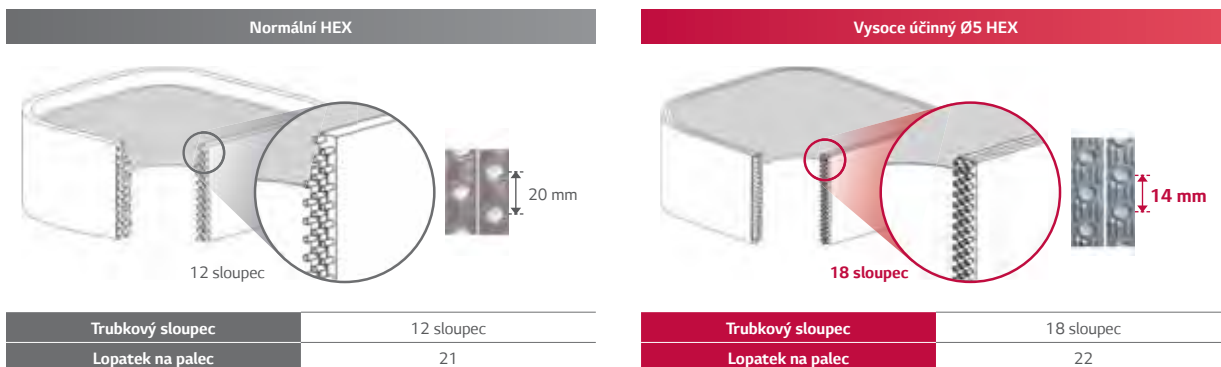 Normální HEX
20 mm
12 sloupec
Trubkový sloupec 12 sloupec
Lopatek na palec 21
Vysoce účinný Ø5 HEX
14 mm
18 sloupec
Trubkový sloupec 18 sloupec
Lopatek na palec 22